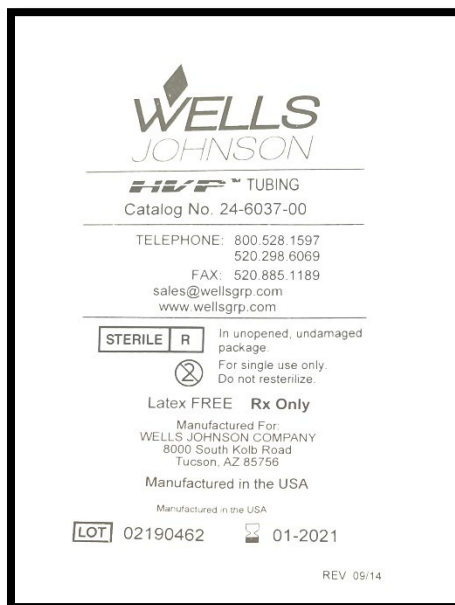 WELLS
JOHNSON
HVP™ TUBING
Catalog No. 24-6037-00
TELEPHONE: 800.528.1597
520.298.6069
FAX: 520.885.1189
sales@wellsgrp.com
www.wellsgrp.com
STERILE R In unopened, undamaged
package.
2 For single use only.
Do not resterilize.
Latex FREE Rx Only
Manufactured For:
WELLS JOHNSON COMPANY
8000 South Kolb Road
Tucson, AZ 85756
Manufactured in the USA
Manufactured in the USA
LOT 02190462 01-2021
REV 09/14